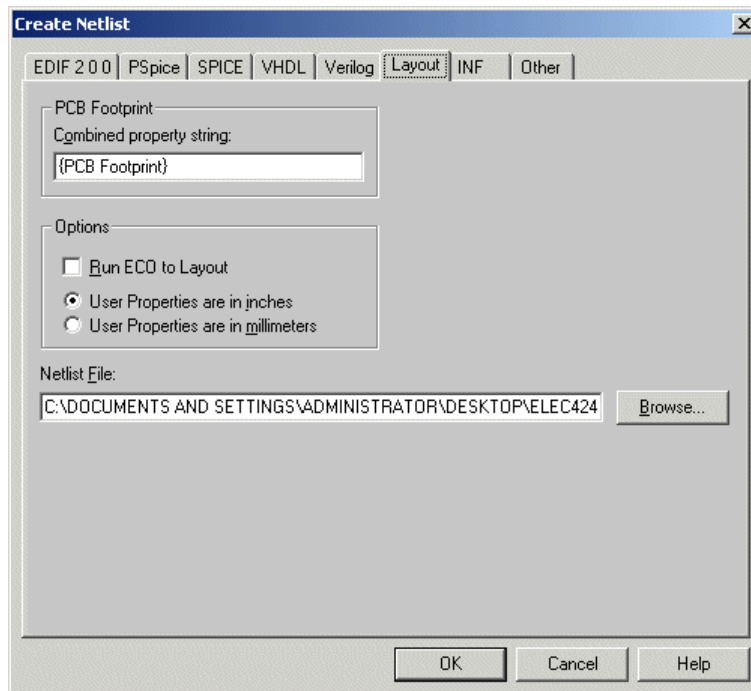 Create Netlist
EDIF 2 0 0 PSpice SPICE VHDL Verilog Layout INF Other
PCB Footprint
Combined property string:
{PCB Footprint}
Options
Run ECO to Layout
User Properties are in inches
User Properties are in millimeters
Netlist File:
C:\DOCUMENTS AND SETTINGS\ADMINISTRATOR\DESKTOP\ELEC424 Browse...
OK Cancel Help